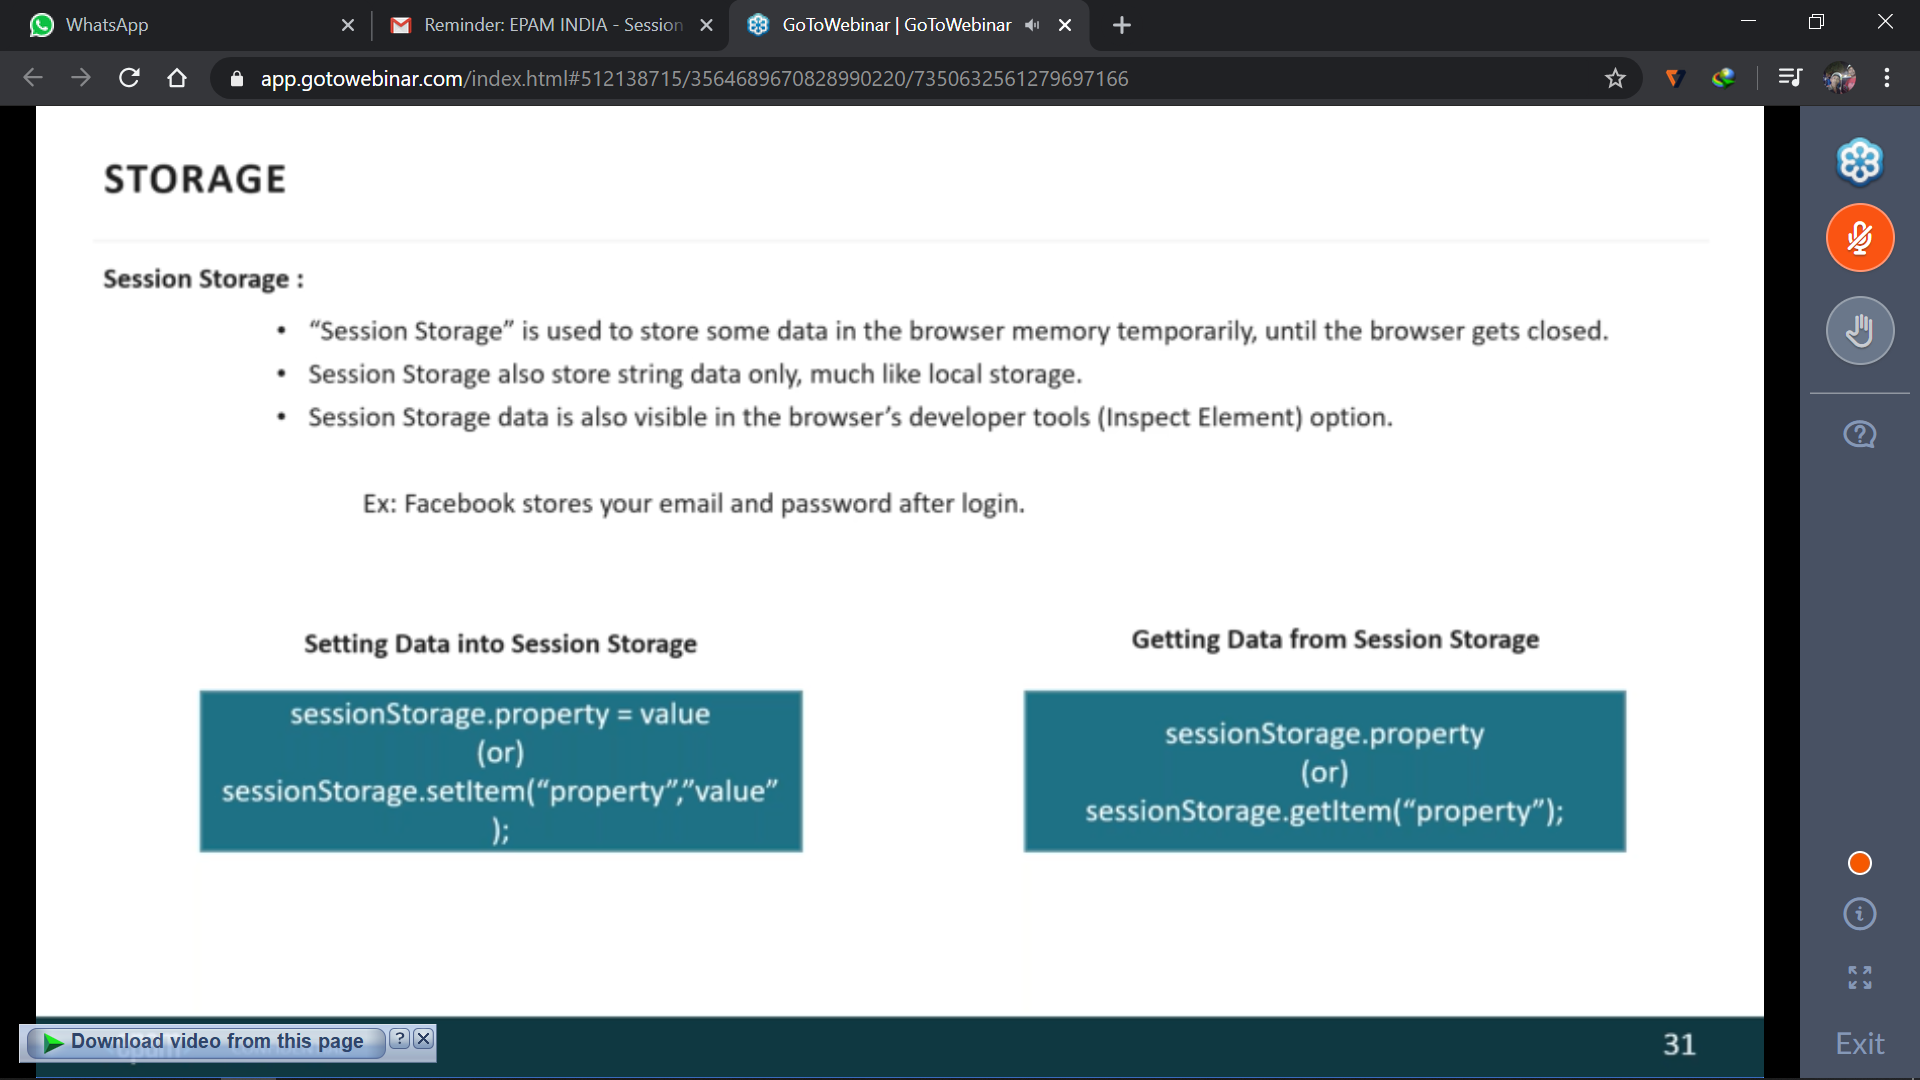 WhatsApp
Reminder: EPAM INDIA - Session
GoToWebinar | GoToWebinar
app.gotowebinar.com/index.html#512138715/3564689670828990220/7350632561279697166
STORAGE
Session Storage :
• “Session Storage” is used to store some data in the browser memory temporarily, until the browser gets closed.
• Session Storage also store string data only, much like local storage.
• Session Storage data is also visible in the browser’s developer tools (Inspect Element) option.
Ex: Facebook stores your email and password after login.
Setting Data into Session Storage
sessionStorage.property = value
(or)
sessionStorage.setItem(“property”,”value”
);
Getting Data from Session Storage
sessionStorage.property
(or)
sessionStorage.getItem(“property”);
Download video from this page
?
31
Exit